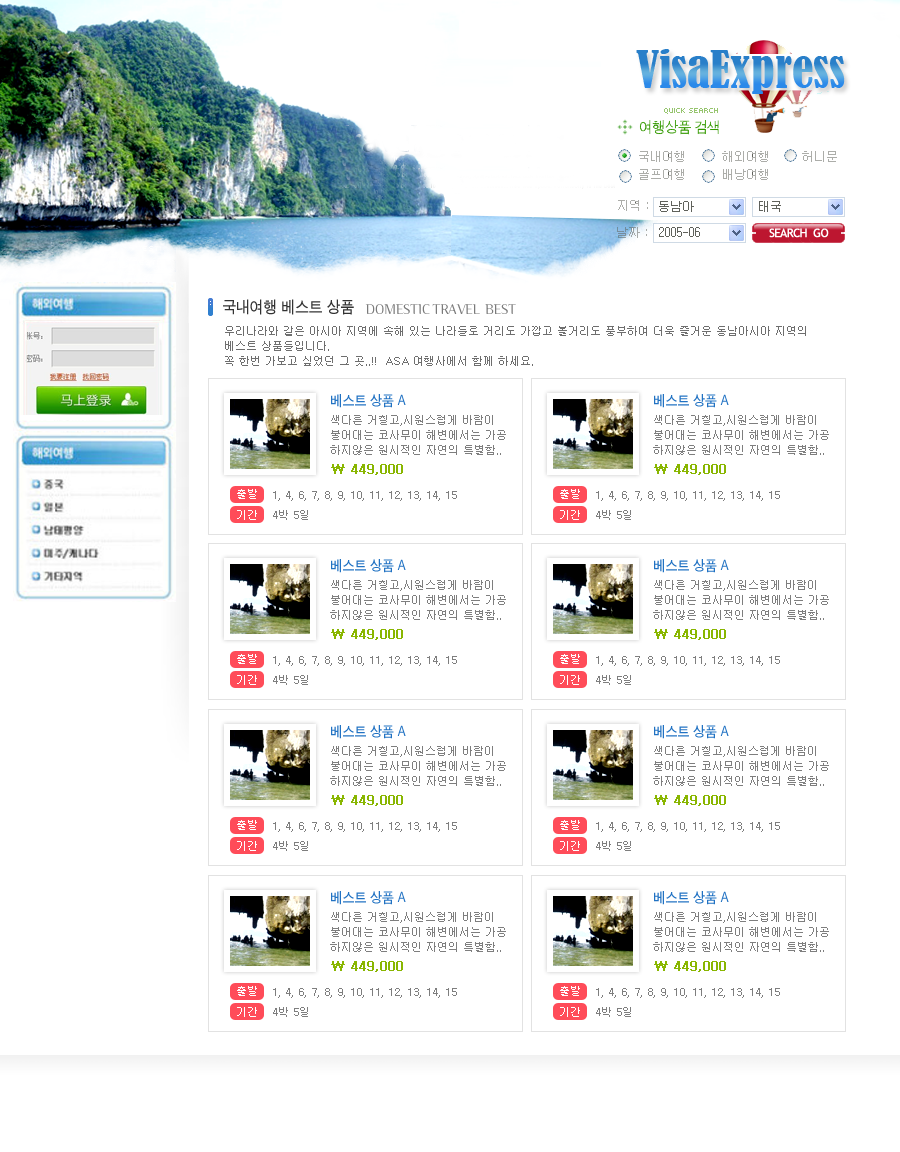 VisaExpress
QUICK SEARCH
여행상품 검색
국내여행 해외여행 허니문
골프여행 배낭여행
지역 : 동남아 태국
날짜 : 2005-06 SEARCH GO
해외여행
帐号:
密码:
我要注册 找回密码
马上登录
해외여행
중국
일본
남태평양
미주/캐나다
기타지역
국내여행 베스트 상품 DOMESTIC TRAVEL BEST
우리나라와 같은 아시아 지역에 속해 있는 나라들로 거리도 가깝고 볼거리도 풍부하여 더욱 즐거운 동남아시아 지역의
베스트 상품들입니다.
꼭 한번 가보고 싶었던 그 곳..!! ASA 여행사에서 함께 하세요.
베스트 상품 A
색다른 거칠고,시원스럽게 바람이
불어대는 코사무이 해변에서는 가공
하지않은 원시적인 자연의 특별함..
₩ 449,000
출발 1, 4, 6, 7, 8, 9, 10, 11, 12, 13, 14, 15
기간 4박 5일
베스트 상품 A
색다른 거칠고,시원스럽게 바람이
불어대는 코사무이 해변에서는 가공
하지않은 원시적인 자연의 특별함..
₩ 449,000
출발 1, 4, 6, 7, 8, 9, 10, 11, 12, 13, 14, 15
기간 4박 5일
베스트 상품 A
색다른 거칠고,시원스럽게 바람이
불어대는 코사무이 해변에서는 가공
하지않은 원시적인 자연의 특별함..
₩ 449,000
출발 1, 4, 6, 7, 8, 9, 10, 11, 12, 13, 14, 15
기간 4박 5일
베스트 상품 A
색다른 거칠고,시원스럽게 바람이
불어대는 코사무이 해변에서는 가공
하지않은 원시적인 자연의 특별함..
₩ 449,000
출발 1, 4, 6, 7, 8, 9, 10, 11, 12, 13, 14, 15
기간 4박 5일
베스트 상품 A
색다른 거칠고,시원스럽게 바람이
불어대는 코사무이 해변에서는 가공
하지않은 원시적인 자연의 특별함..
₩ 449,000
출발 1, 4, 6, 7, 8, 9, 10, 11, 12, 13, 14, 15
기간 4박 5일
베스트 상품 A
색다른 거칠고,시원스럽게 바람이
불어대는 코사무이 해변에서는 가공
하지않은 원시적인 자연의 특별함..
₩ 449,000
출발 1, 4, 6, 7, 8, 9, 10, 11, 12, 13, 14, 15
기간 4박 5일
베스트 상품 A
색다른 거칠고,시원스럽게 바람이
불어대는 코사무이 해변에서는 가공
하지않은 원시적인 자연의 특별함..
₩ 449,000
출발 1, 4, 6, 7, 8, 9, 10, 11, 12, 13, 14, 15
기간 4박 5일
베스트 상품 A
색다른 거칠고,시원스럽게 바람이
불어대는 코사무이 해변에서는 가공
하지않은 원시적인 자연의 특별함..
₩ 449,000
출발 1, 4, 6, 7, 8, 9, 10, 11, 12, 13, 14, 15
기간 4박 5일